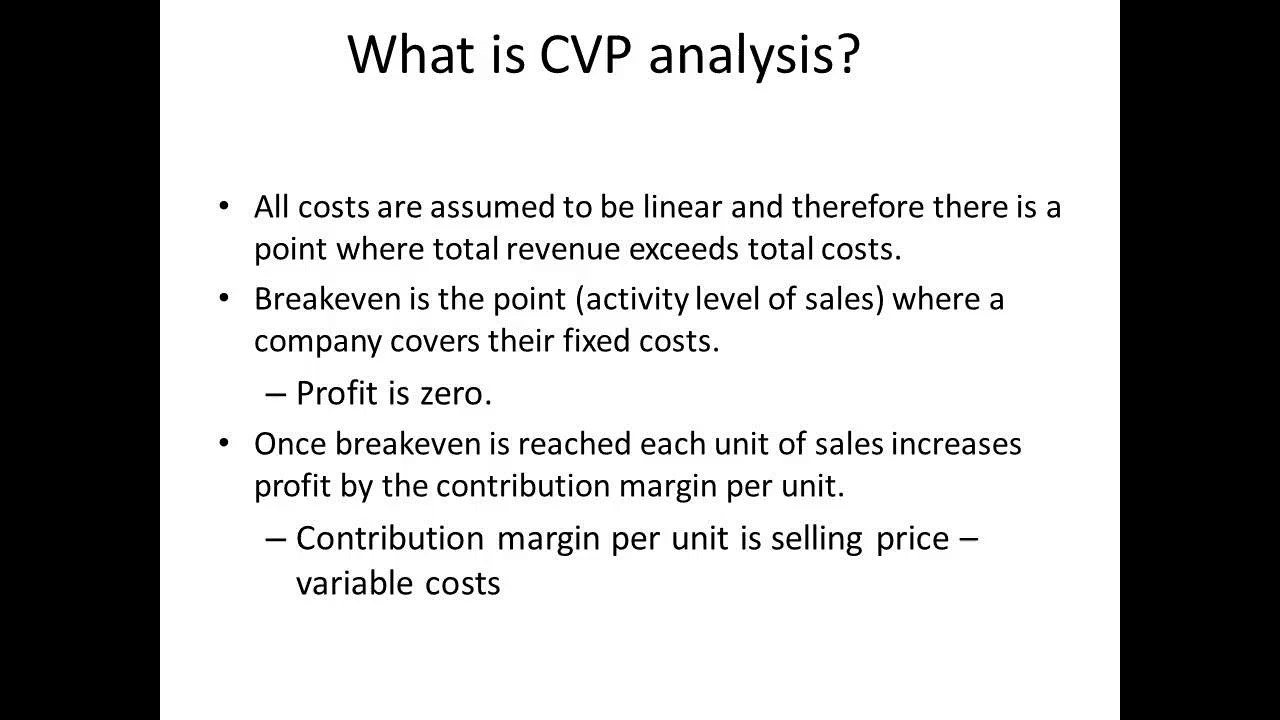 What is CVP analysis?
• All costs are assumed to be linear and therefore there is a
point where total revenue exceeds total costs.
• Breakeven is the point (activity level of sales) where a
company covers their fixed costs.
– Profit is zero.
• Once breakeven is reached each unit of sales increases
profit by the contribution margin per unit.
– Contribution margin per unit is selling price –
variable costs